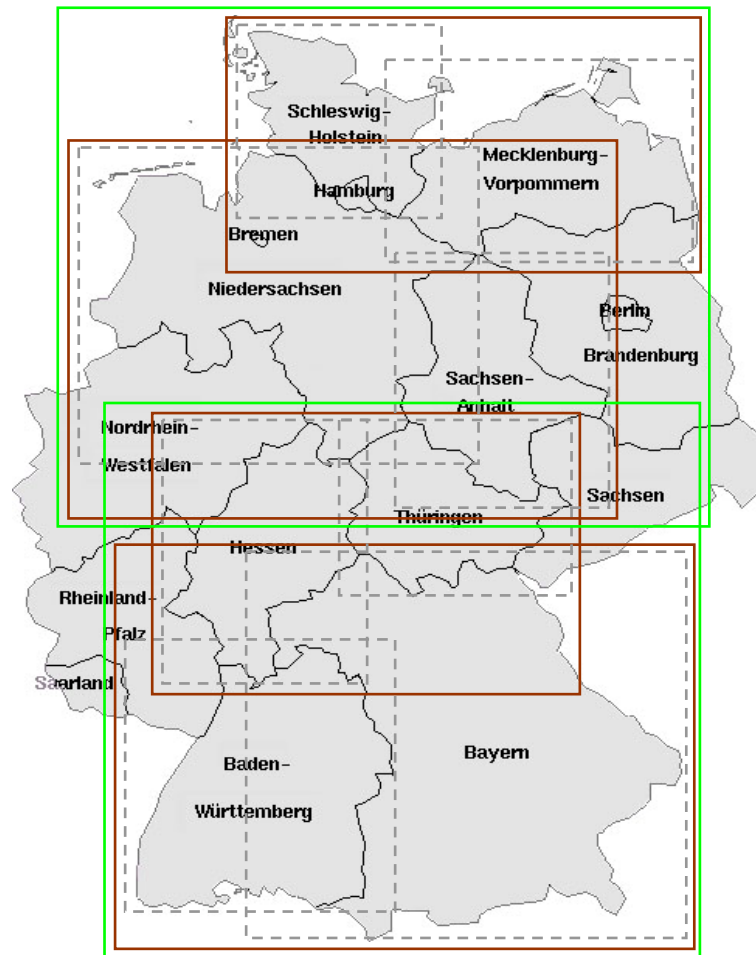 Schleswig-
Holstein
Mecklenburg-
Vorpommern
Hamburg
Bremen
Niedersachsen
Berlin
Brandenburg
Sachsen-
Anhalt
Nordrhein-
Westfalen
Sachsen
Thüringen
Hessen
Rheinland-
Pfalz
Saarland
Bayern
Baden-
Württemberg